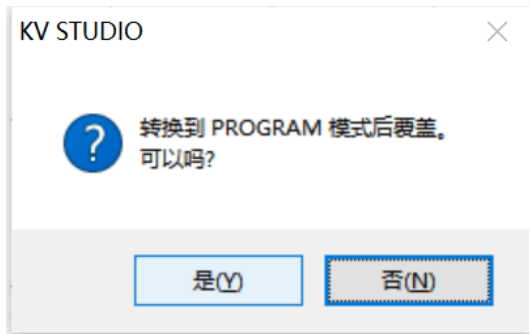 KV STUDIO
转换到 PROGRAM 模式后覆盖。
可以吗?
是(Y)
否(N)